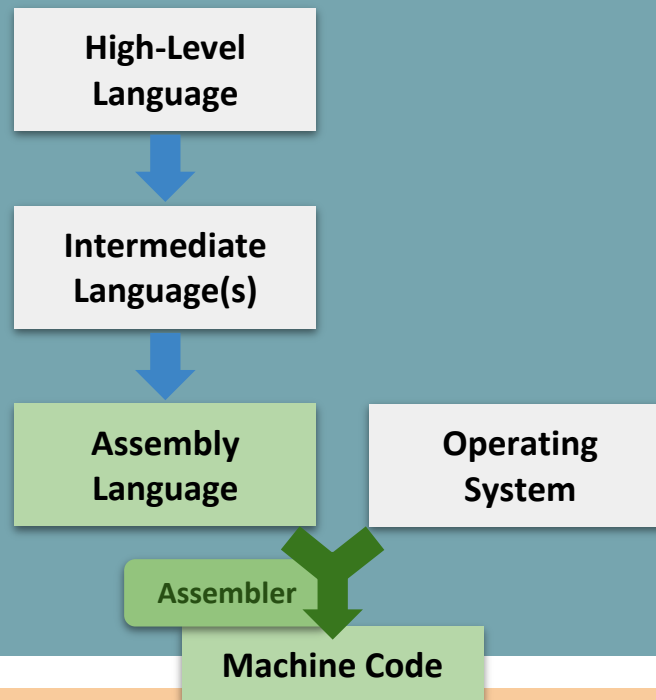 High-Level
Language
Intermediate
Language(s)
Assembly
Language
Operating
System
Assembler
Machine Code